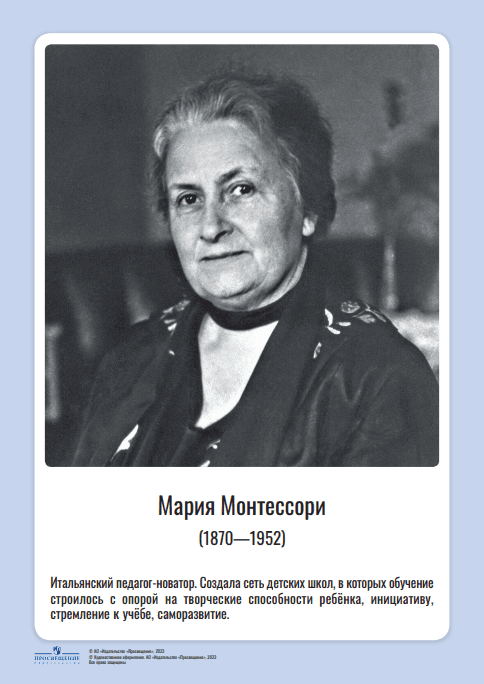 Мария Монтессори
(1870—1952)
Итальянский педагог-новатор. Создала сеть детских школ, в которых обучение
строилось с опорой на творческие способности ребёнка, инициативу,
стремление к учёбе, саморазвитие.
ПРОСВЕЩЕНИЕ
ИЗДАТЕЛЬСТВО
© АО «Издательство «Просвещение», 2023
© Художественное оформление. АО «Издательство «Просвещение», 2023
Все права защищены